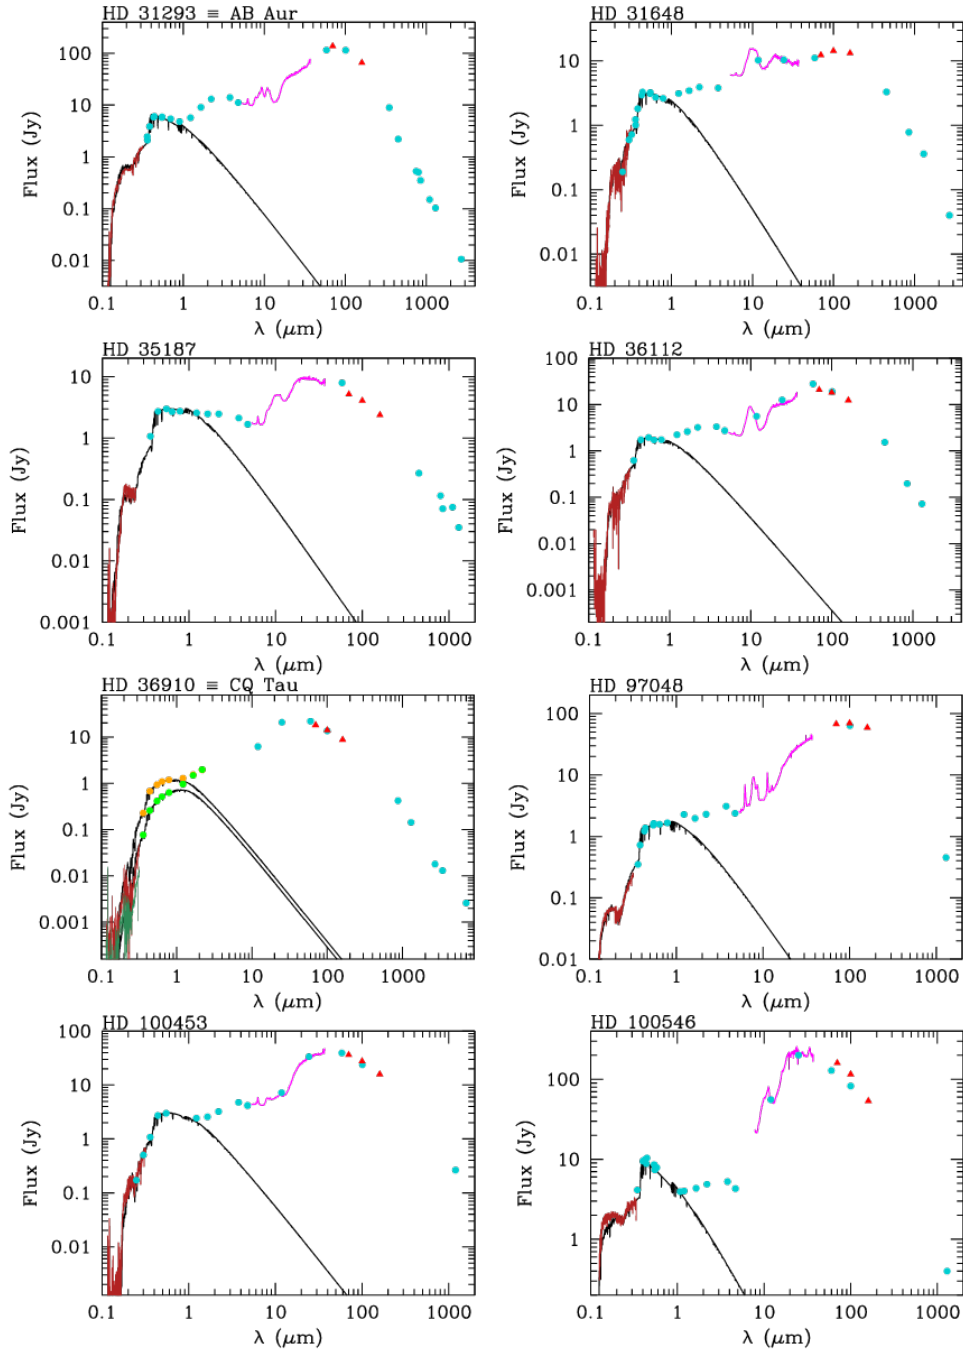 HD 31293 ≡ AB Aur
Flux (Jy)
100
10
1
0.1
0.01
0.1 1 10 100 1000
λ (μm)
HD 31648
Flux (Jy)
10
1
0.1
0.01
0.1 1 10 100 1000
λ (μm)
HD 35187
Flux (Jy)
10
1
0.1
0.01
0.001
0.1 1 10 100 1000
λ (μm)
HD 36112
Flux (Jy)
100
10
1
0.1
0.01
0.001
0.1 1 10 100 1000
λ (μm)
HD 36910 ≡ CQ Tau
Flux (Jy)
10
1
0.1
0.01
0.001
0.1 1 10 100 1000
λ (μm)
HD 97048
Flux (Jy)
100
10
1
0.1
0.01
0.1 1 10 100 1000
λ (μm)
HD 100453
Flux (Jy)
100
10
1
0.1
0.01
0.1 1 10 100 1000
λ (μm)
HD 100546
Flux (Jy)
100
10
1
0.1 1 10 100 1000
λ (μm)